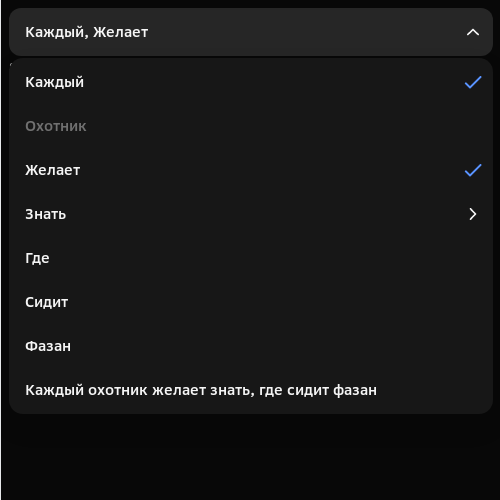 Каждый, Желает
Каждый
Охотник
Желает
Знать
Где
Сидит
Фазан
Каждый охотник желает знать, где сидит фазан